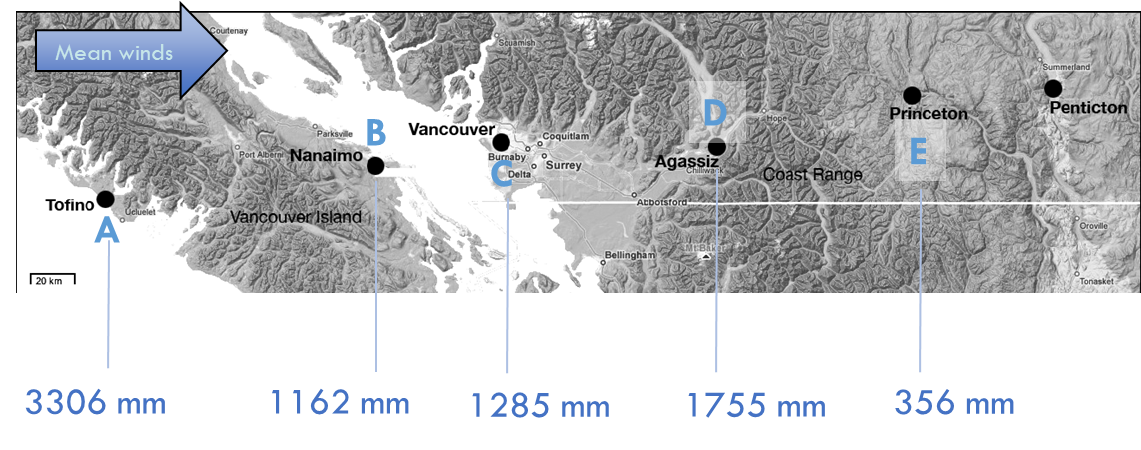 Courtenay
Mean winds
Squamish
Summerland
D
Penticton
Princeton
B
Parksville
Vancouver
Coquitlam
Hope
Port Alberni
Nanaimo
Burnaby
Surrey
Agassiz
E
C
Delta
Chilliwack
Coast Range
Tofino
Ucluelet
Abbotsford
A
Vancouver Island
Oroville
Mt Baker
Bellingham
20 km
Tonasket
3306 mm
1162 mm
1285 mm
1755 mm
356 mm